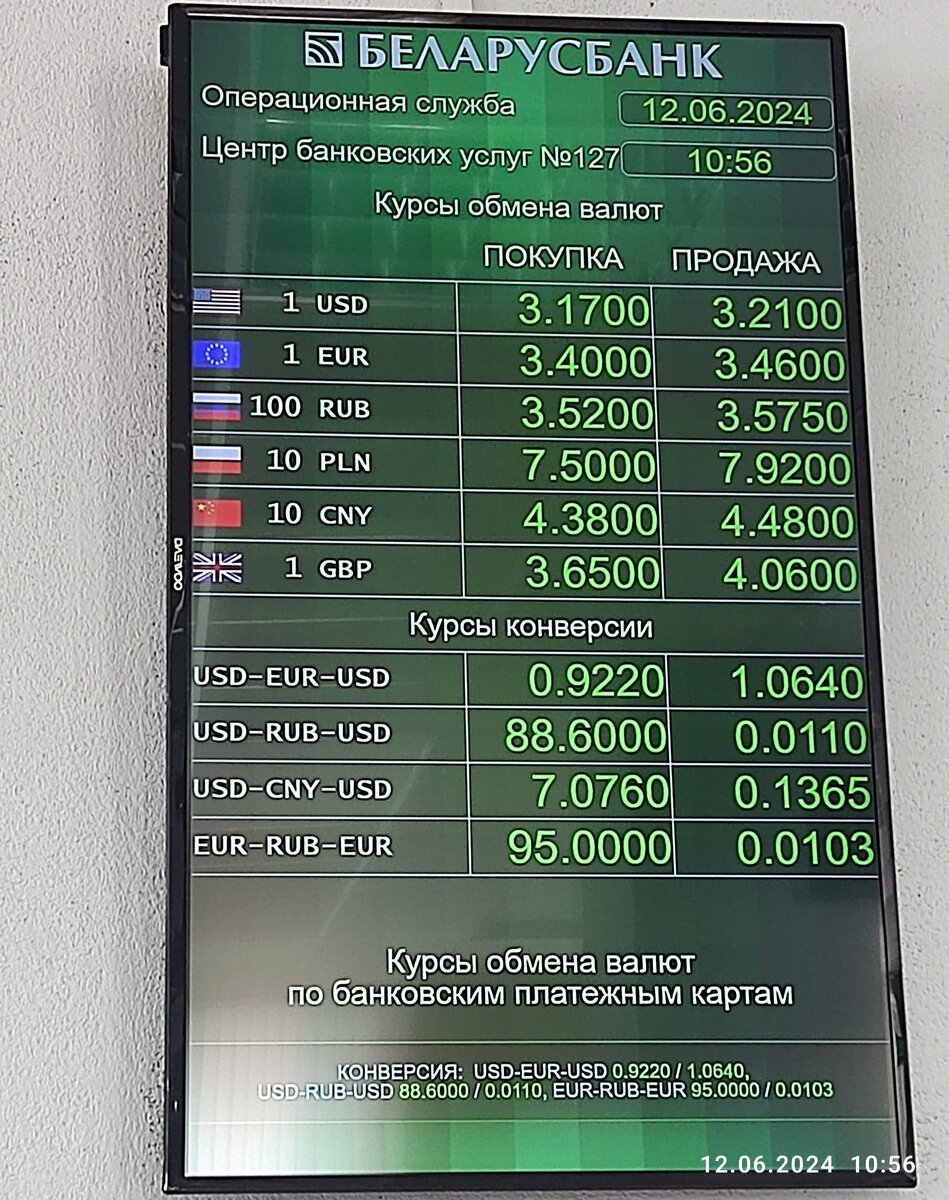 БЕЛАРУСБАНК
Операционная служба 12.06.2024
Центр банковских услуг №127 10:56
Курсы обмена валют
ПОКУПКА ПРОДАЖА
1 USD 3.1700 3.2100
1 EUR 3.4000 3.4600
100 RUB 3.5200 3.5750
10 PLN 7.5000 7.9200
10 CNY 4.3800 4.4800
1 GBP 3.6500 4.0600
DAEWOO
Курсы конверсии
USD-EUR-USD 0.9220 1.0640
USD-RUB-USD 88.6000 0.0110
USD-CNY-USD 7.0760 0.1365
EUR-RUB-EUR 95.0000 0.0103
Курсы обмена валют
по банковским платежным картам
КОНВЕРСИЯ: USD-EUR-USD 0.9220 / 1.0640,
USD-RUB-USD 88.6000 / 0.0110, EUR-RUB-EUR 95.0000 / 0.0103
12.06.2024 10:56